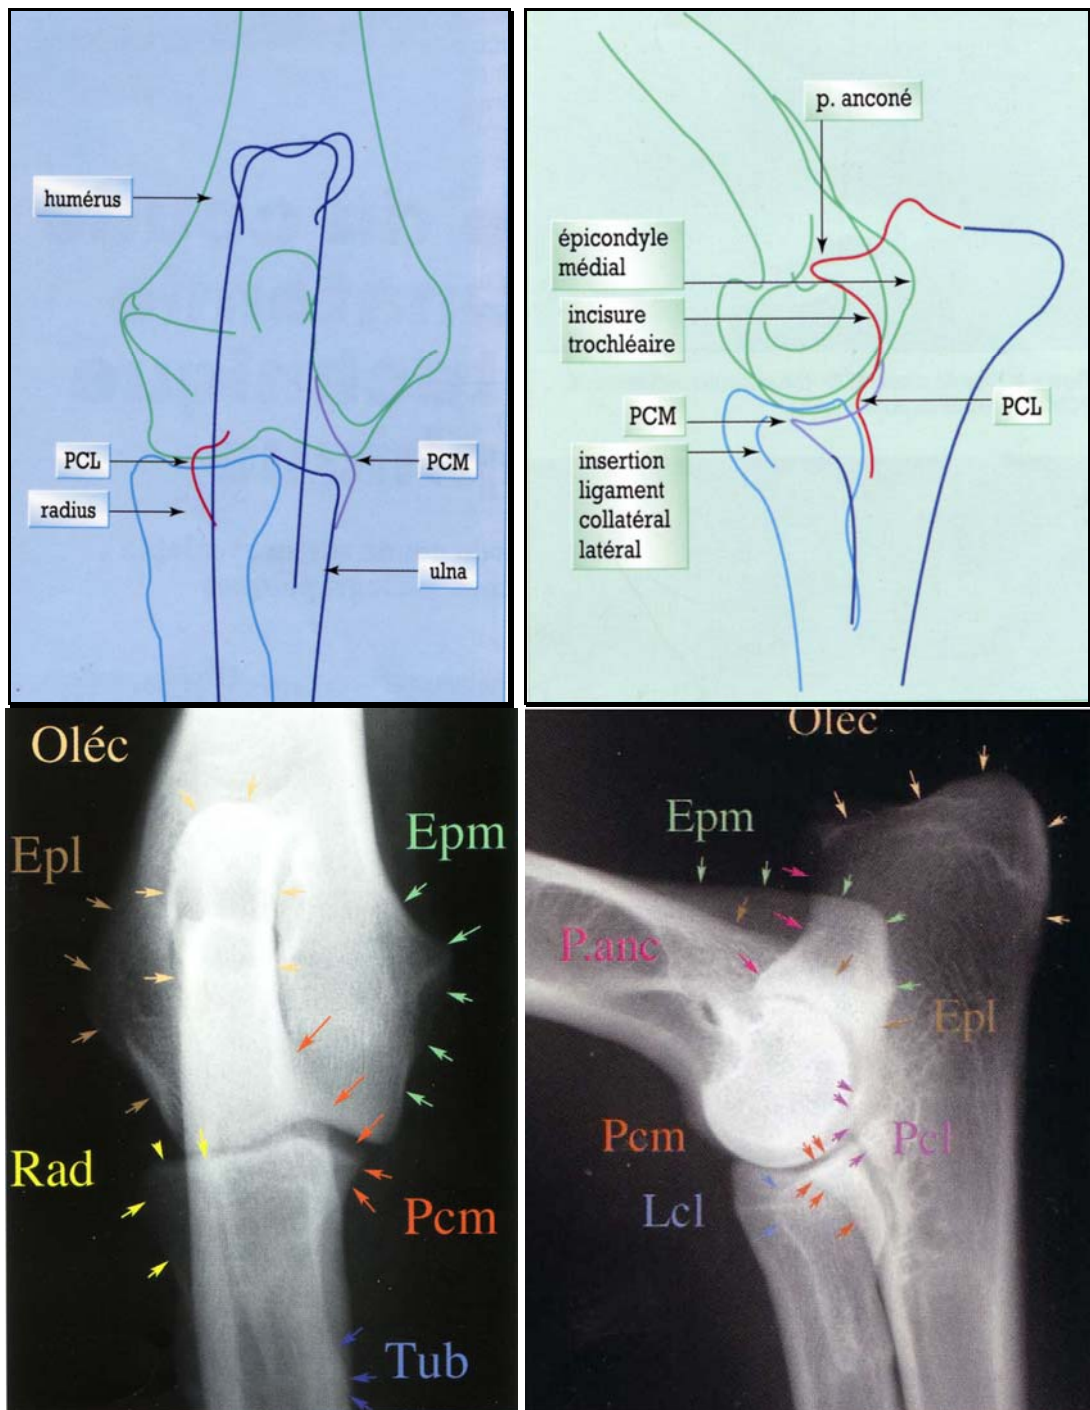 humérus
PCL
radius
PCM
ulna
p. anconé
épicondyle
médial
incisure
trochléaire
PCM
insertion
ligament
collatéral
latéral
PCL
Oléc
Epl
Epm
Rad
Pcm
Tub
Oléc
Epm
P.anc
Epl
Pcm
Pcl
Lcl